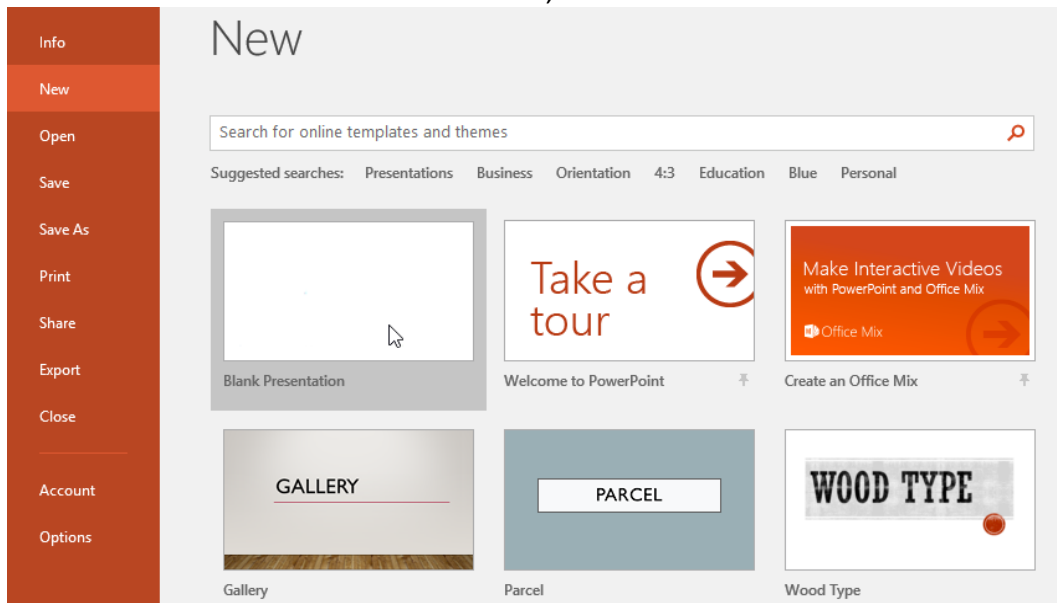 New
Info
New
Open
Save
Save As
Print
Share
Export
Close
Account
Options
Search for online templates and themes
Suggested searches: Presentations Business Orientation 4:3 Education Blue Personal
Take a
tour
Make Interactive Videos
with PowerPoint and Office Mix
Office Mix
Blank Presentation
Welcome to PowerPoint
Create an Office Mix
GALLERY
PARCEL
WOOD TYPE
Gallery
Parcel
Wood Type